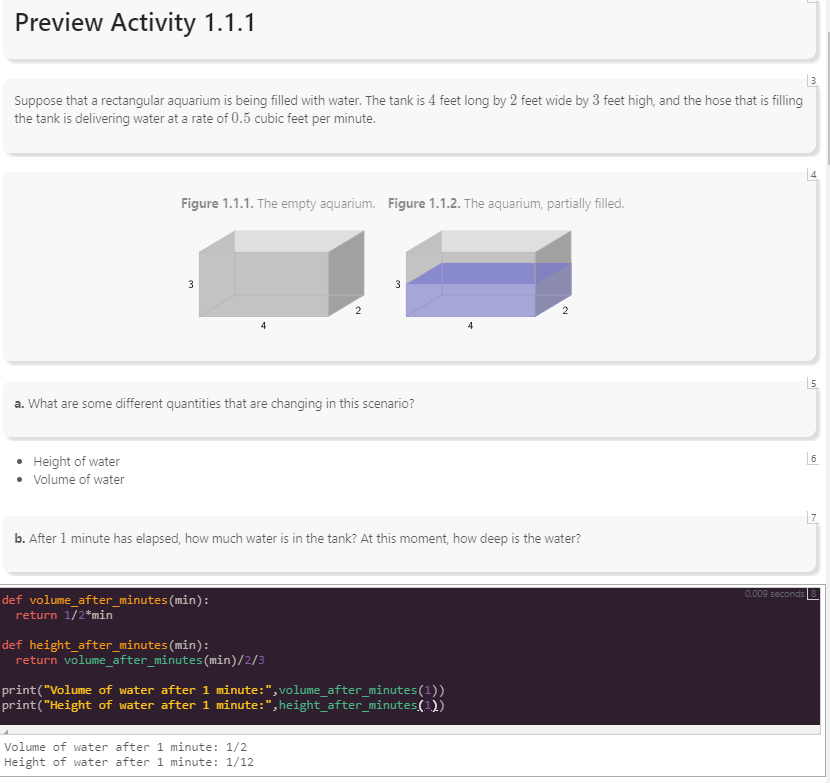 Preview Activity 1.1.1
3
Suppose that a rectangular aquarium is being filled with water. The tank is 4 feet long by 2 feet wide by 3 feet high, and the hose that is filling
the tank is delivering water at a rate of 0.5 cubic feet per minute.
4
Figure 1.1.1. The empty aquarium. Figure 1.1.2. The aquarium, partially filled.
3 2 4
3 2 4
5
a. What are some different quantities that are changing in this scenario?
6
• Height of water
• Volume of water
7
b. After 1 minute has elapsed, how much water is in the tank? At this moment, how deep is the water?
0.009 seconds 8
def volume_after_minutes(min):
  return 1/2*min
def height_after_minutes(min):
  return volume_after_minutes(min)/2/3
print("Volume of water after 1 minute:",volume_after_minutes(1))
print("Height of water after 1 minute:",height_after_minutes(1))
Volume of water after 1 minute: 1/2
Height of water after 1 minute: 1/12